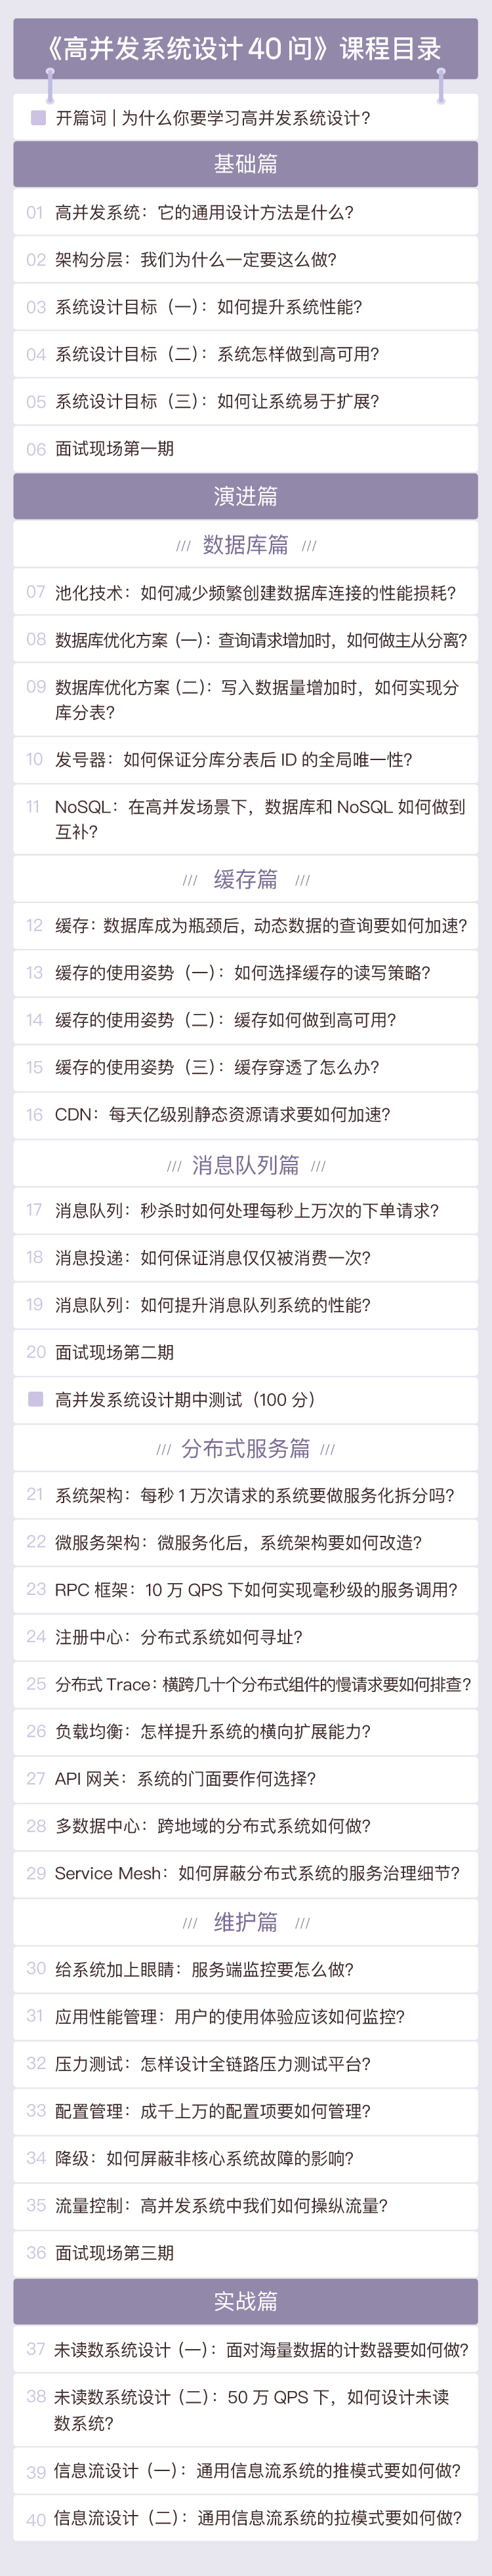 《高并发系统设计 40 问》课程目录
开篇词 | 为什么你要学习高并发系统设计?
基础篇
01 高并发系统：它的通用设计方法是什么?
02 架构分层：我们为什么一定要这么做?
03 系统设计目标（一）：如何提升系统性能?
04 系统设计目标（二）：系统怎样做到高可用?
05 系统设计目标（三）：如何让系统易于扩展?
06 面试现场第一期
演进篇
/// 数据库篇 ///
07 池化技术：如何减少频繁创建数据库连接的性能损耗?
08 数据库优化方案（一）：查询请求增加时，如何做主从分离?
09 数据库优化方案（二）：写入数据量增加时，如何实现分
库分表?
10 发号器：如何保证分库分表后 ID 的全局唯一性?
11 NoSQL：在高并发场景下，数据库和 NoSQL 如何做到
互补?
/// 缓存篇 ///
12 缓存：数据库成为瓶颈后，动态数据的查询要如何加速?
13 缓存的使用姿势（一）：如何选择缓存的读写策略?
14 缓存的使用姿势（二）：缓存如何做到高可用?
15 缓存的使用姿势（三）：缓存穿透了怎么办?
16 CDN：每天亿级别静态资源请求要如何加速?
/// 消息队列篇 ///
17 消息队列：秒杀时如何处理每秒上万次的下单请求?
18 消息投递：如何保证消息仅仅被消费一次?
19 消息队列：如何提升消息队列系统的性能?
20 面试现场第二期
高并发系统设计期中测试（100 分）
/// 分布式服务篇 ///
21 系统架构：每秒 1 万次请求的系统要做服务化拆分吗?
22 微服务架构：微服务化后，系统架构要如何改造?
23 RPC 框架：10 万 QPS 下如何实现毫秒级的服务调用?
24 注册中心：分布式系统如何寻址?
25 分布式 Trace：横跨几十个分布式组件的慢请求要如何排查?
26 负载均衡：怎样提升系统的横向扩展能力?
27 API 网关：系统的门面要作何选择?
28 多数据中心：跨地域的分布式系统如何做?
29 Service Mesh：如何屏蔽分布式系统的服务治理细节?
/// 维护篇 ///
30 给系统加上眼睛：服务端监控要怎么做?
31 应用性能管理：用户的使用体验应该如何监控?
32 压力测试：怎样设计全链路压力测试平台?
33 配置管理：成千上万的配置项要如何管理?
34 降级：如何屏蔽非核心系统故障的影响?
35 流量控制：高并发系统中我们如何操纵流量?
36 面试现场第三期
实战篇
37 未读数系统设计（一）：面对海量数据的计数器要如何做?
38 未读数系统设计（二）：50 万 QPS 下，如何设计未读
数系统?
39 信息流设计（一）：通用信息流系统的推模式要如何做?
40 信息流设计（二）：通用信息流系统的拉模式要如何做?